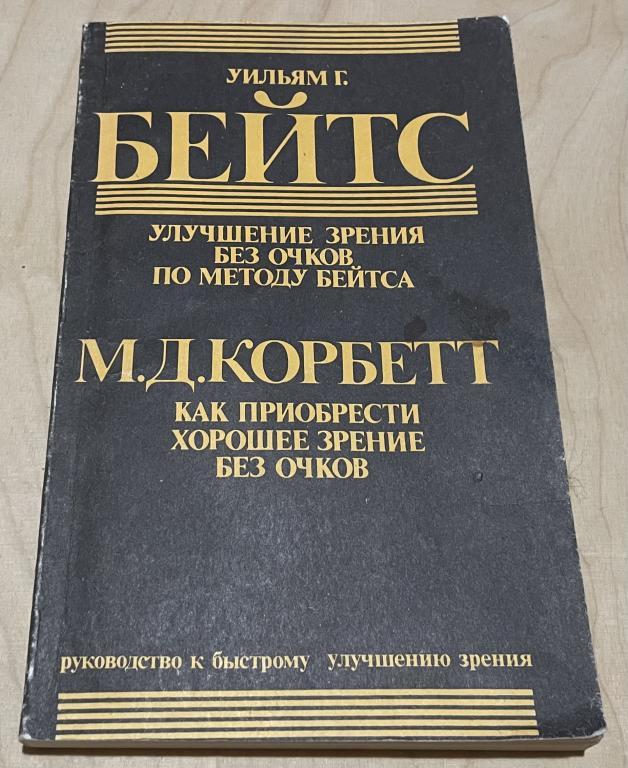 УИЛЬЯМ Г.
БЕЙТС
УЛУЧШЕНИЕ ЗРЕНИЯ
БЕЗ ОЧКОВ
ПО МЕТОДУ БЕЙТСА
М.Д.КОРБЕТТ
КАК ПРИОБРЕСТИ
ХОРОШЕЕ ЗРЕНИЕ
БЕЗ ОЧКОВ
руководство к быстрому улучшению зрения